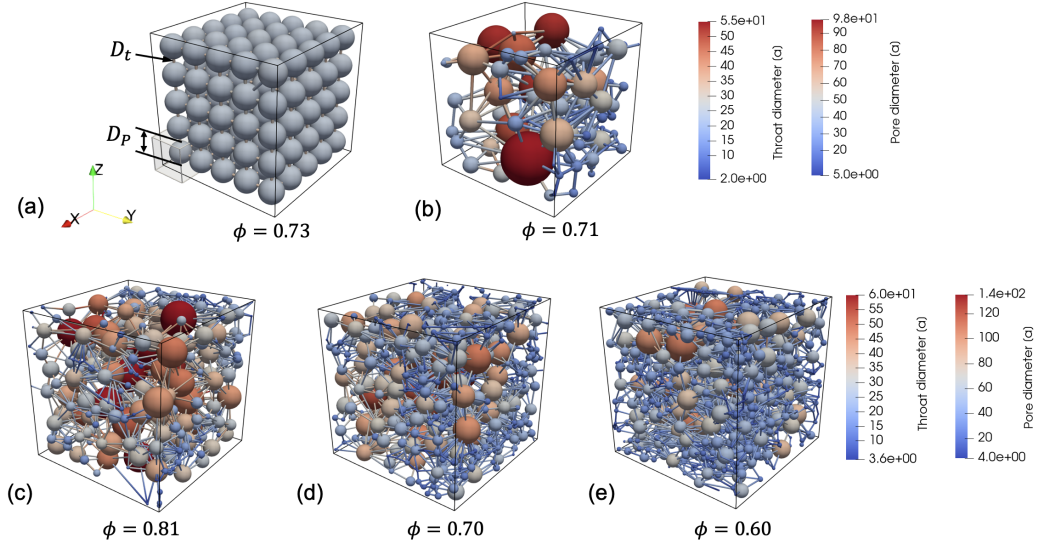 D_t
D_P
Z
X
Y
(a)
ϕ = 0.73
(b)
ϕ = 0.71
5.5e+01
50
45
40
35
30
25
20
15
10
2.0e+00
Throat diameter (a)
9.8e+01
90
80
70
60
50
40
30
20
5.0e+00
Pore diameter (a)
(c)
ϕ = 0.81
(d)
ϕ = 0.70
(e)
ϕ = 0.60
6.0e+01
55
50
45
40
35
30
25
20
15
10
3.6e+00
Throat diameter (a)
1.4e+02
120
100
80
60
40
20
4.0e+00
Pore diameter (a)